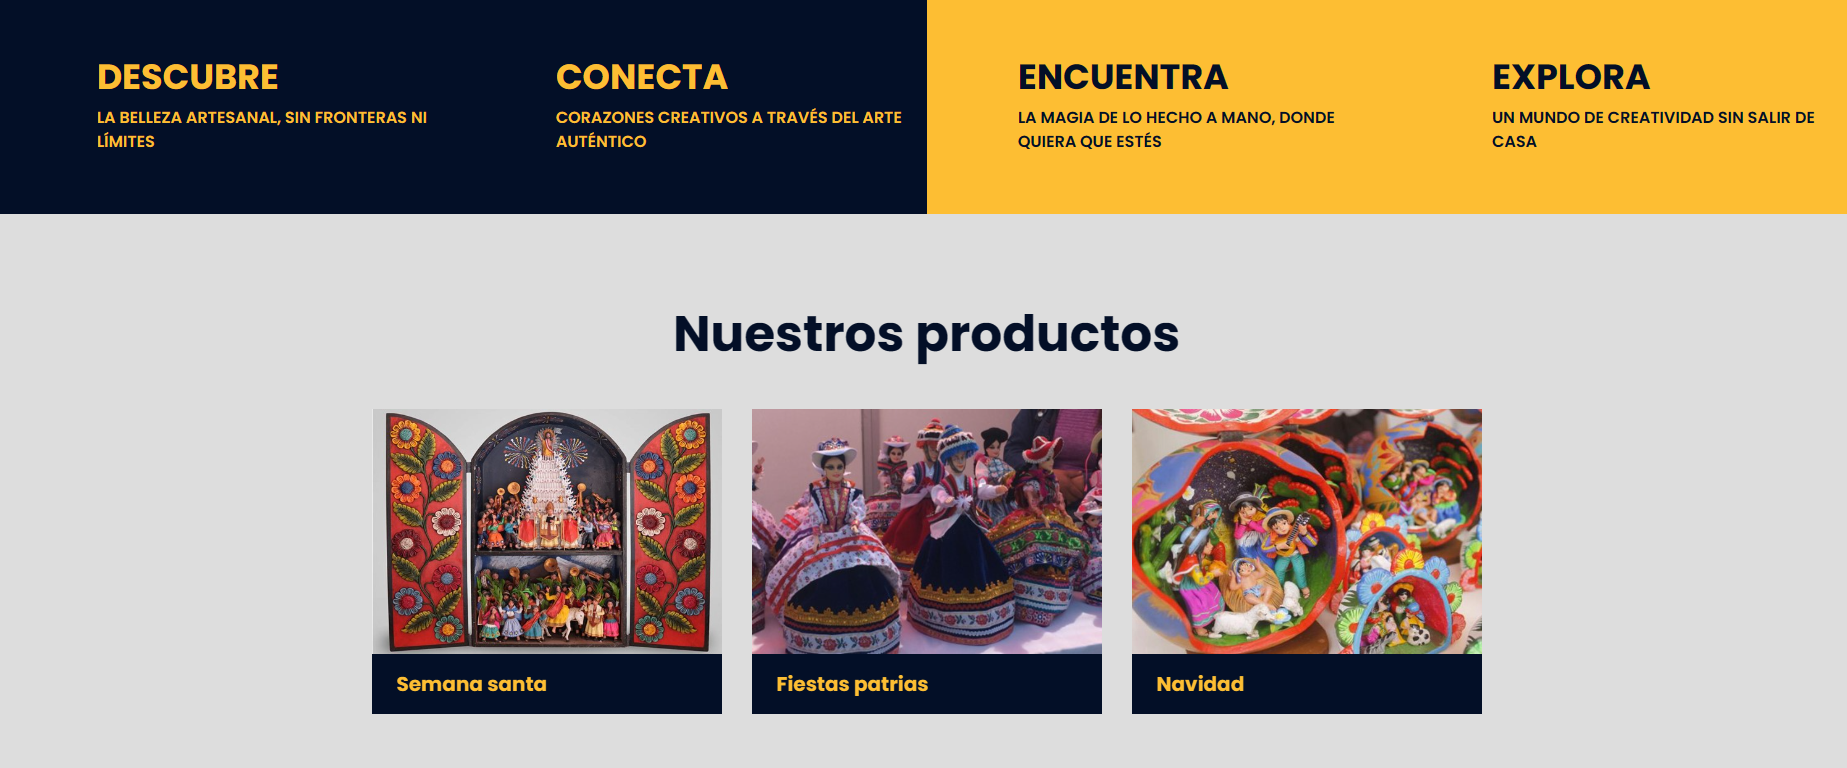 DESCUBRE
LA BELLEZA ARTESANAL, SIN FRONTERAS NI
LÍMITES
CONECTA
CORAZONES CREATIVOS A TRAVÉS DEL ARTE
AUTÉNTICO
ENCUENTRA
LA MAGIA DE LO HECHO A MANO, DONDE
QUIERA QUE ESTÉS
EXPLORA
UN MUNDO DE CREATIVIDAD SIN SALIR DE
CASA
Nuestros productos
Semana santa
Fiestas patrias
Navidad